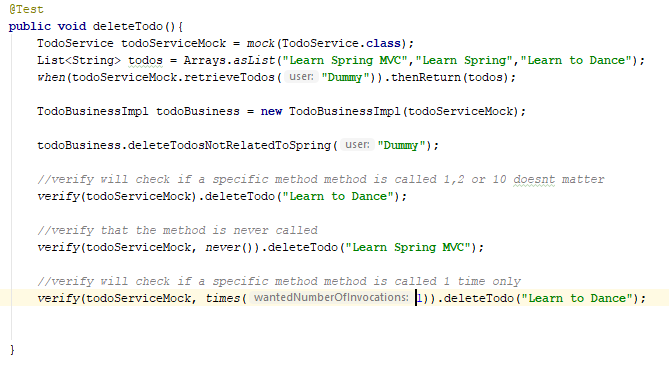 @Test
public void deleteTodo(){
TodoService todoServiceMock = mock(TodoService.class);
List<String> todos = Arrays.asList("Learn Spring MVC","Learn Spring","Learn to Dance");
when(todoServiceMock.retrieveTodos( user: "Dummy")).thenReturn(todos);
TodoBusinessImpl todoBusiness = new TodoBusinessImpl(todoServiceMock);
todoBusiness.deleteTodosNotRelatedToSpring( user: "Dummy");
//verify will check if a specific method method is called 1,2 or 10 doesnt matter
verify(todoServiceMock).deleteTodo("Learn to Dance");
//verify that the method is never called
verify(todoServiceMock, never()).deleteTodo("Learn Spring MVC");
//verify will check if a specific method method is called 1 time only
verify(todoServiceMock, times( wantedNumberOfInvocations: 1)).deleteTodo("Learn to Dance");
}